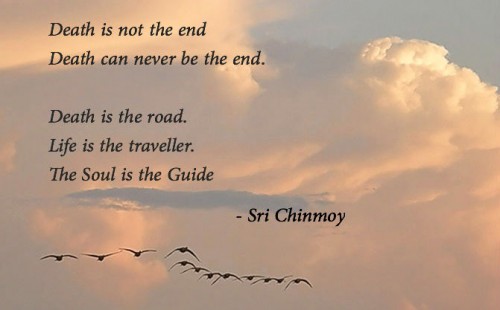 Death is not the end
Death can never be the end.
Death is the road.
Life is the traveller.
The Soul is the Guide
- Sri Chinmoy